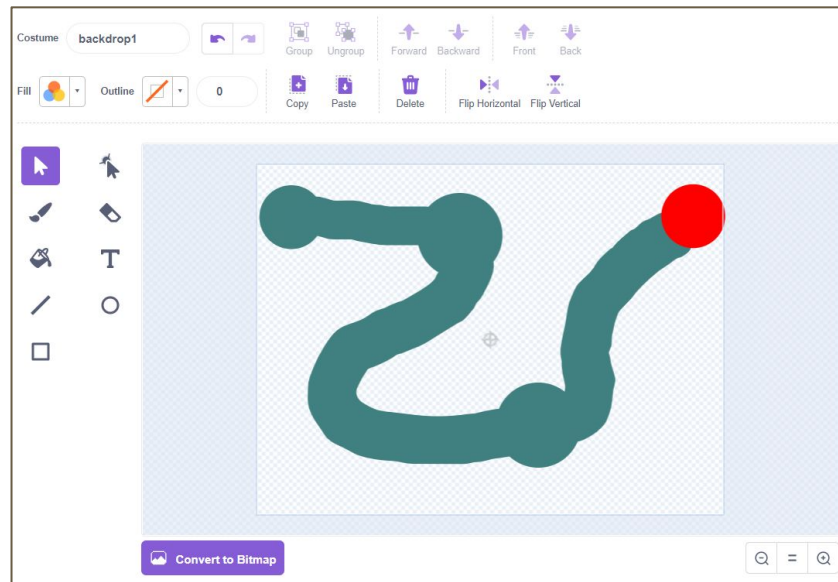 Costume backdrop1 Group Ungroup Forward Backward Front Back
Fill Outline 0 Copy Paste Delete Flip Horizontal Flip Vertical
T
Convert to Bitmap